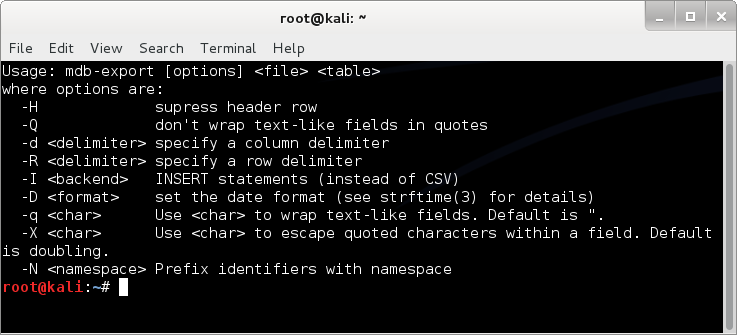 root@kali: ~
File Edit View Search Terminal Help
Usage: mdb-export [options] <file> <table>
where options are:
  -H             supress header row
  -Q             don't wrap text-like fields in quotes
  -d <delimiter> specify a column delimiter
  -R <delimiter> specify a row delimiter
  -I <backend>   INSERT statements (instead of CSV)
  -D <format>    set the date format (see strftime(3) for details)
  -q <char>      Use <char> to wrap text-like fields. Default is ".
  -X <char>      Use <char> to escape quoted characters within a field. Default
is doubling.
  -N <namespace> Prefix identifiers with namespace
root@kali:~#